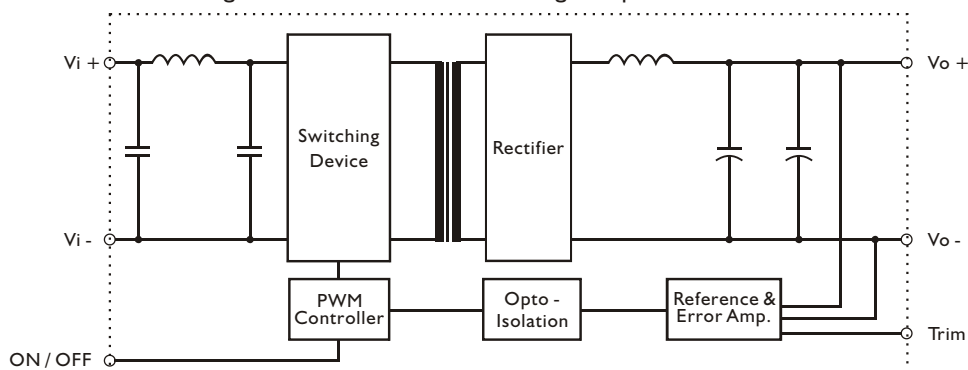 Vi +
Switching
Device
Rectifier
Vo +
Vi -
Vo -
PWM
Controller
Opto -
Isolation
Reference &
Error Amp.
Trim
ON / OFF